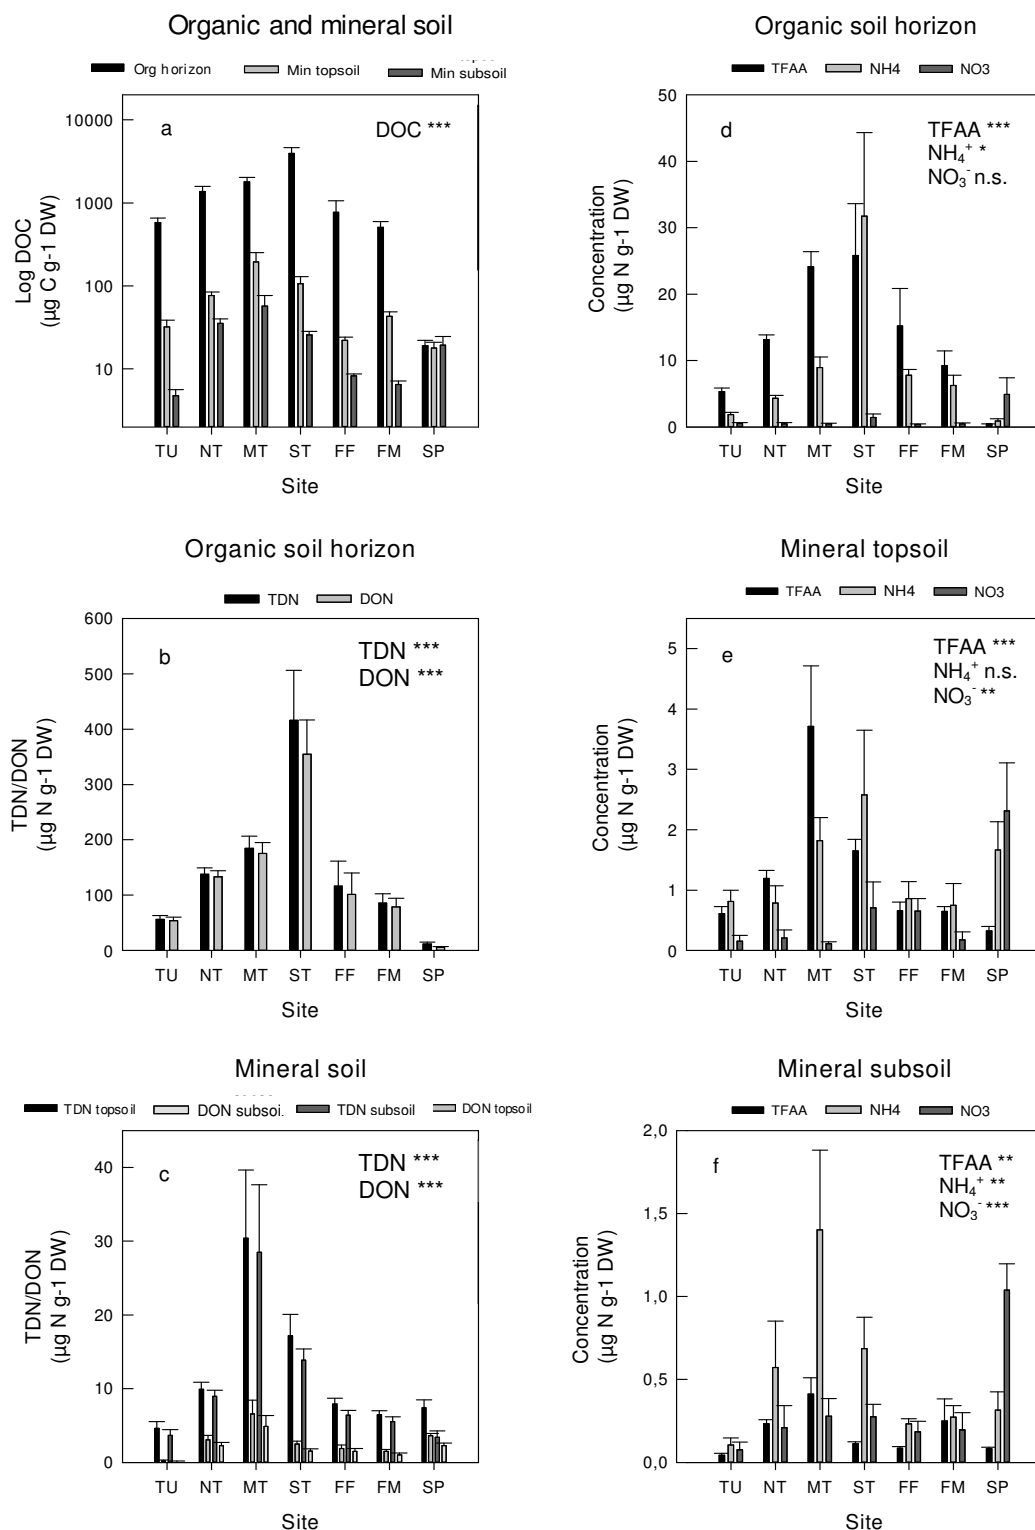 Organic and mineral soil
Org horizon Min topsoil Min subsoil
a
DOC ***
10000
1000
100
10
Log DOC
(µg C g-1 DW)
TU NT MT ST FF FM SP
Site
Organic soil horizon
TFAA NH4 NO3
d
TFAA ***
NH₄⁺ *
NO₃⁻ n.s.
50
40
30
20
10
0
Concentration
(µg N g-1 DW)
TU NT MT ST FF FM SP
Site
Organic soil horizon
TDN DON
b
TDN ***
DON ***
600
500
400
300
200
100
0
TDN/DON
(µg N g-1 DW)
TU NT MT ST FF FM SP
Site
Mineral topsoil
TFAA NH4 NO3
e
TFAA ***
NH₄⁺ n.s.
NO₃⁻ **
5
4
3
2
1
0
Concentration
(µg N g-1 DW)
TU NT MT ST FF FM SP
Site
Mineral soil
TDN topsoil DON subsoi. TDN subsoil DON topsoil
c
TDN ***
DON ***
40
30
20
10
0
TDN/DON
(µg N g-1 DW)
TU NT MT ST FF FM SP
Site
Mineral subsoil
TFAA NH4 NO3
f
TFAA **
NH₄⁺ **
NO₃⁻ ***
2,0
1,5
1,0
0,5
0,0
Concentration
(µg N g-1 DW)
TU NT MT ST FF FM SP
Site